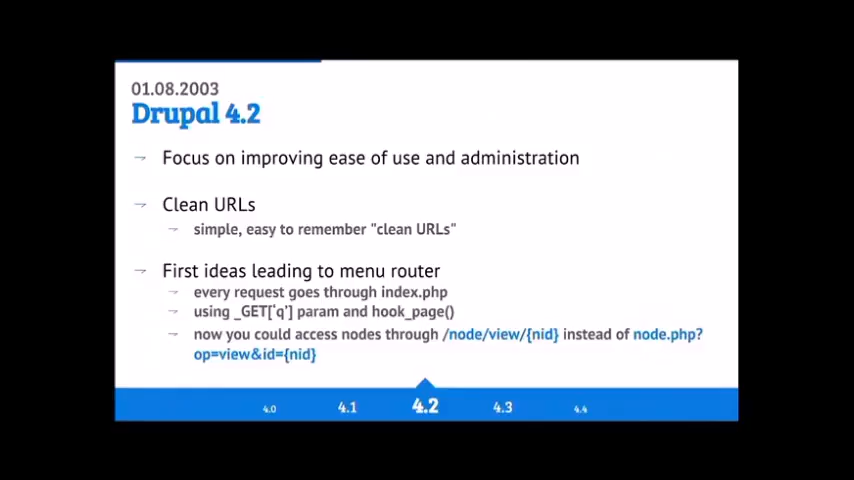 01.08.2003
Drupal 4.2
→ Focus on improving ease of use and administration
→ Clean URLs
→ simple, easy to remember "clean URLs"
→ First ideas leading to menu router
→ every request goes through index.php
→ using _GET['q'] param and hook_page()
→ now you could access nodes through /node/view/{nid} instead of node.php?
op=view&id={nid}
4.0 4.1 4.2 4.3 4.4